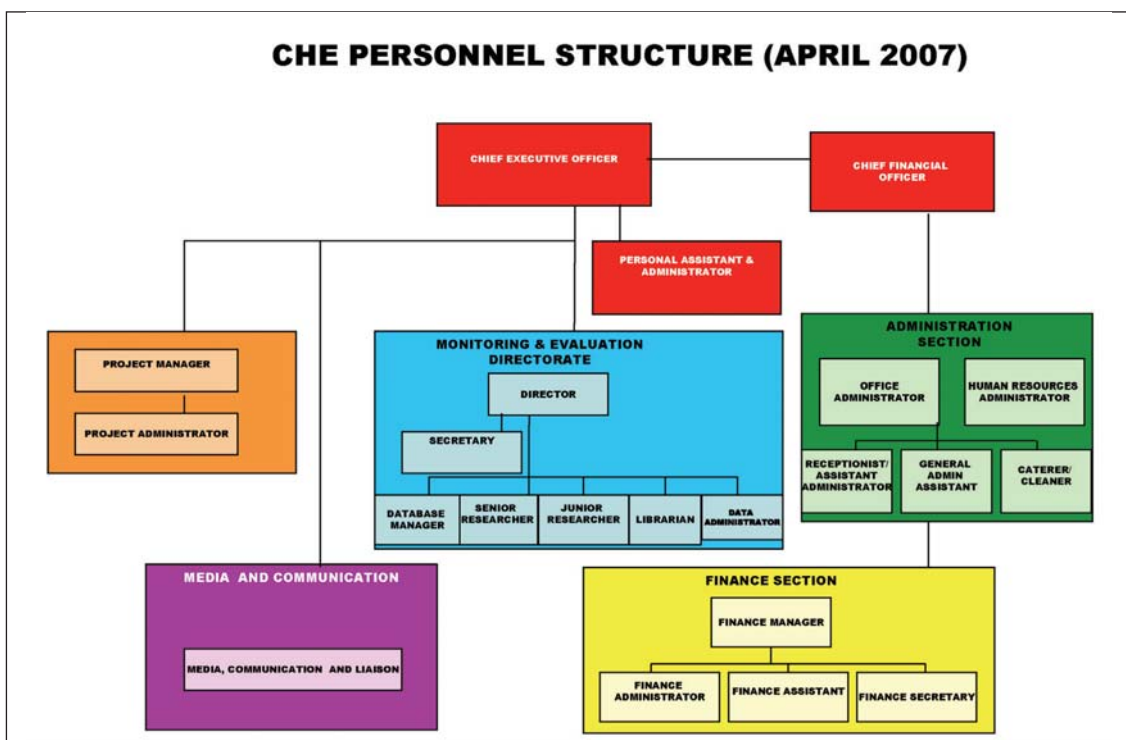 CHE PERSONNEL STRUCTURE (APRIL 2007)
CHIEF EXECUTIVE OFFICER
CHIEF FINANCIAL
OFFICER
PERSONAL ASSISTANT &
ADMINISTRATOR
PROJECT MANAGER
PROJECT ADMINISTRATOR
MONITORING & EVALUATION
DIRECTORATE
DIRECTOR
SECRETARY
DATABASE
MANAGER
SENIOR
RESEARCHER
JUNIOR
RESEARCHER
LIBRARIAN
DATA
ADMINISTRATOR
ADMINISTRATION
SECTION
OFFICE
ADMINISTRATOR
HUMAN RESOURCES
ADMINISTRATOR
RECEPTIONIST/
ASSISTANT
ADMINISTRATOR
GENERAL
ADMIN
ASSISTANT
CATERER/
CLEANER
MEDIA AND COMMUNICATION
MEDIA, COMMUNICATION AND LIAISON
FINANCE SECTION
FINANCE MANAGER
FINANCE
ADMINISTRATOR
FINANCE ASSISTANT
FINANCE SECRETARY